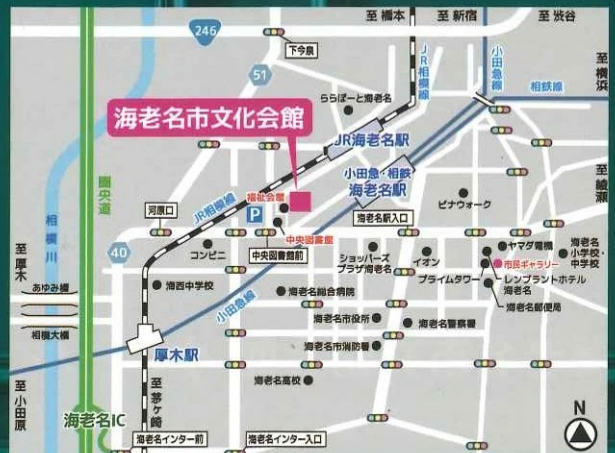 至 橋本
至 新宿
至 渋谷
246
下今泉
JR相模線
小田急線
至 横浜
51
相鉄線
ららぽーと海老名
海老名市文化会館
JR海老名駅
小田急・相鉄
海老名駅
至 綾瀬
圏央道
JR相模線
福祉会館
ビナウォーク
河原口
P
海老名駅入口
相模川
中央図書館
40
コンビニ
中央図書館前
ショッパーズ
プラザ海老名
イオン
ヤマダ電機
海老名
小学校・
中学校
市民ギャラリー
プライムタワー
レンブラントホテル
海老名
海老名郵便局
至 厚木
あゆみ橋
海西中学校
小田急線
海老名総合病院
相模大橋
海老名市役所
海老名警察署
海老名市消防署
厚木駅
至 小田原
至 茅ヶ崎
海老名高校
N
海老名IC
海老名インター前
海老名インター入口